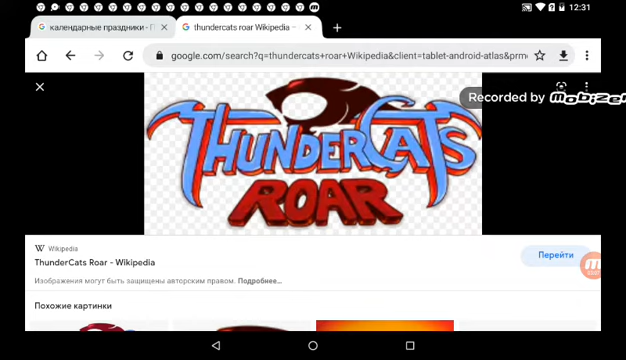 12:31
календарные праздники - П
thundercats roar Wikipedia –
google.com/search?q=thundercats+roar+Wikipedia&client=tablet-android-atlas&prm
Recorded by
THUNDERCATS
ROAR
Wikipedia
ThunderCats Roar - Wikipedia
Перейти
Изображения могут быть защищены авторским правом. Подробнее…
Похожие картинки